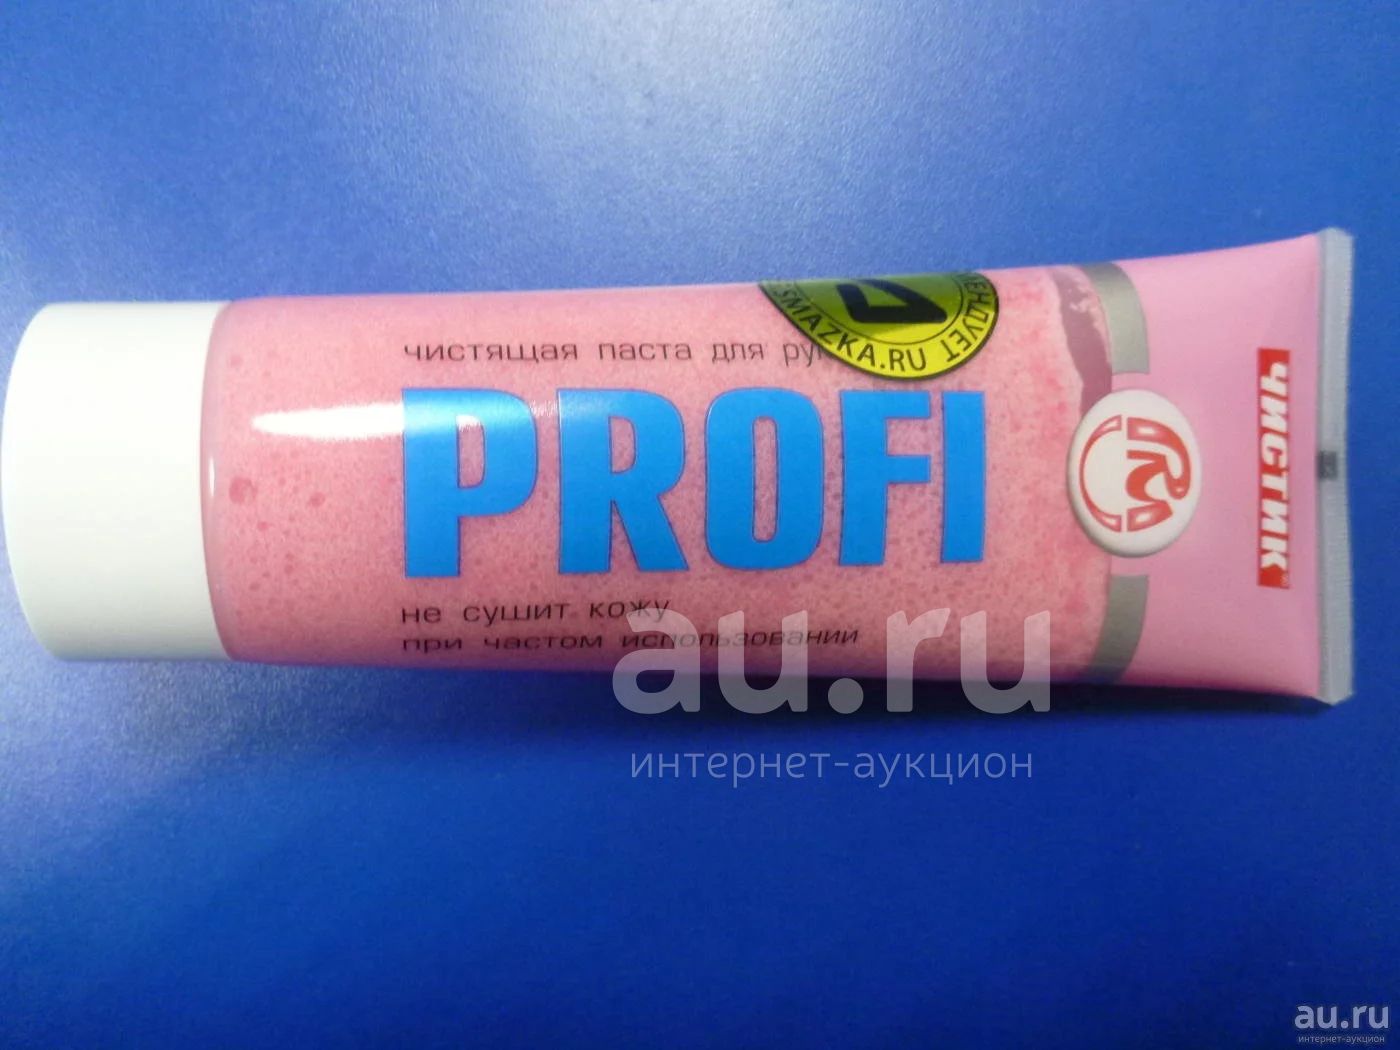 чистящая паста для
SMAZKA.RU
PROFI
ЧИСТИК
не сушит кожу
при частом использовании
au.ru
интернет-аукцион
au.ru
интернет-аукцион